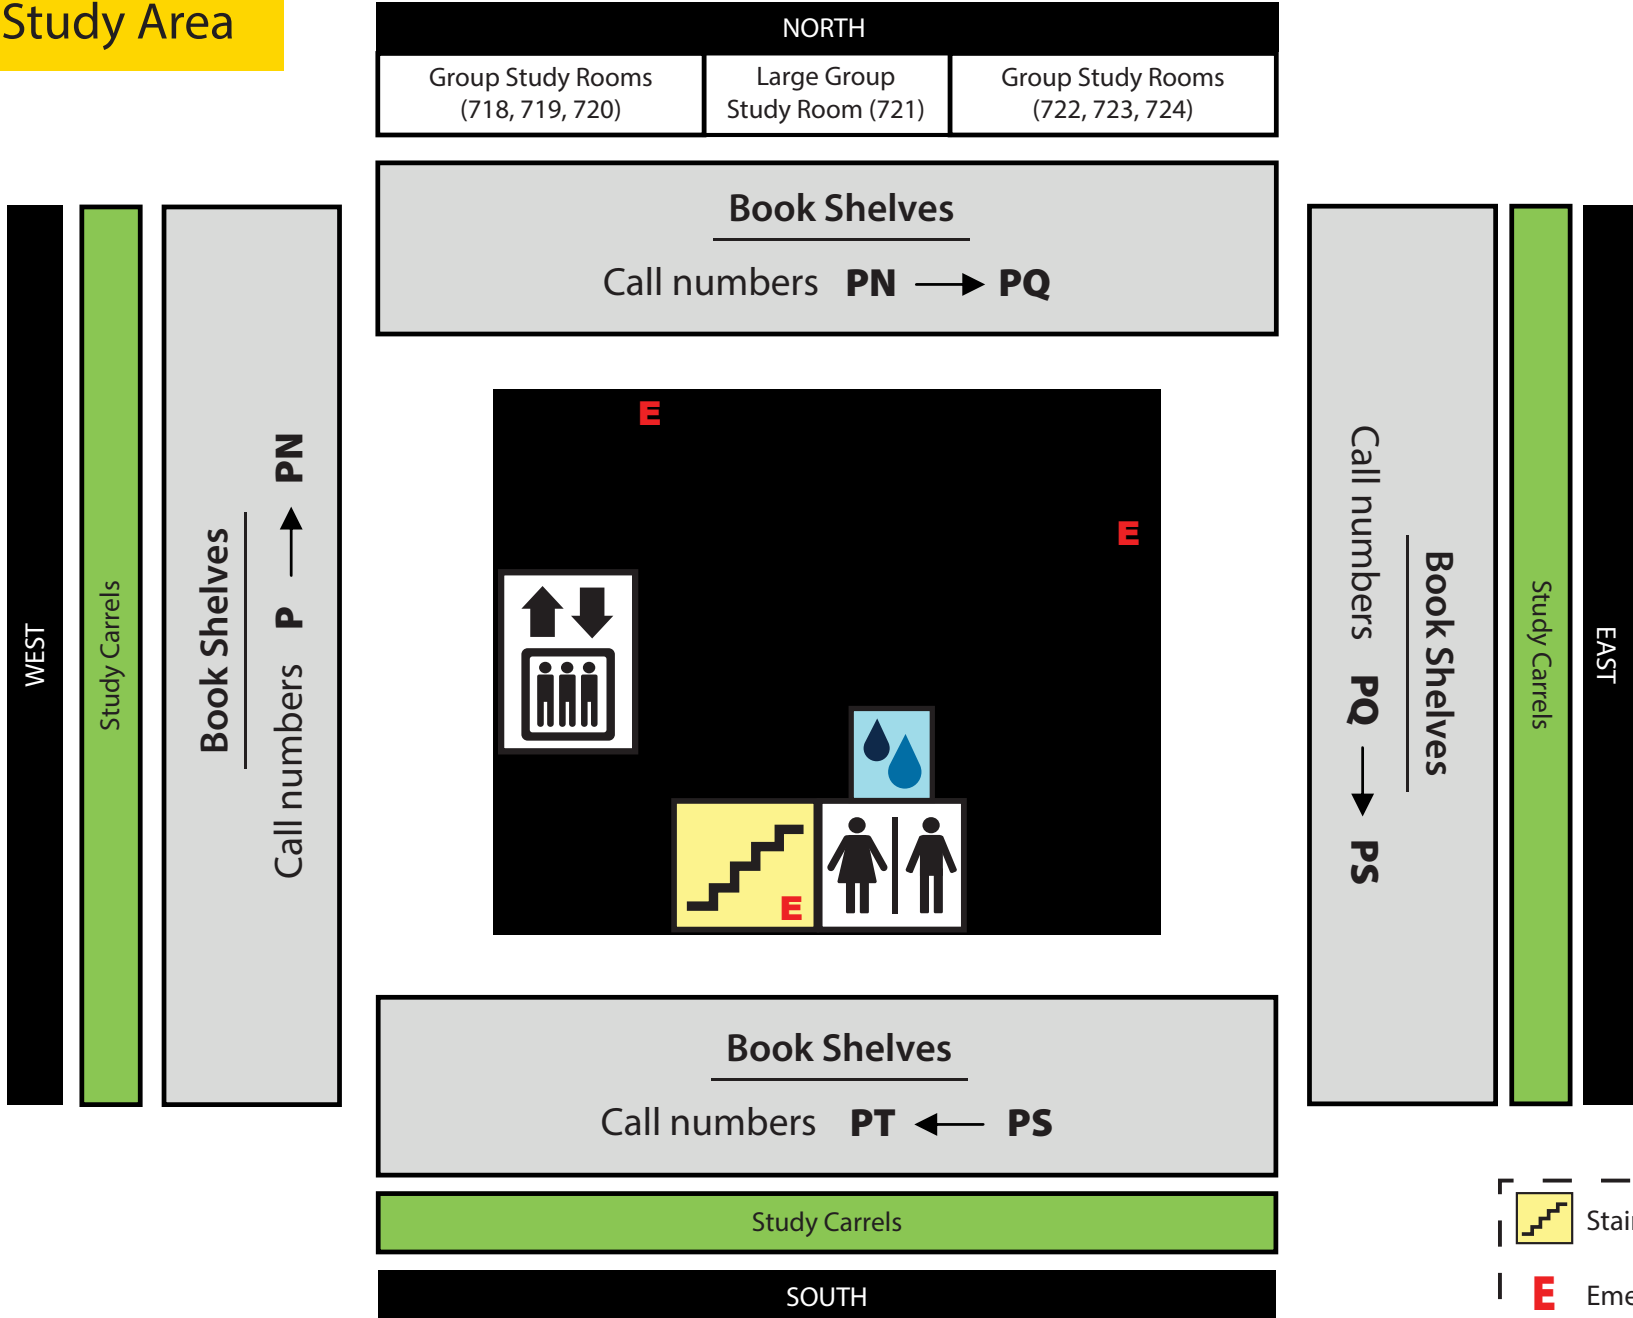 Study Area
NORTH
Group Study Rooms
(718, 719, 720)
Large Group
Study Room (721)
Group Study Rooms
(722, 723, 724)
Book Shelves
Call numbers PN PQ
WEST
Study Carrels
Book Shelves
Call numbers P PN
E
E
E
Book Shelves
Call numbers PQ PS
Study Carrels
EAST
Book Shelves
Call numbers PT PS
Study Carrels
SOUTH
E